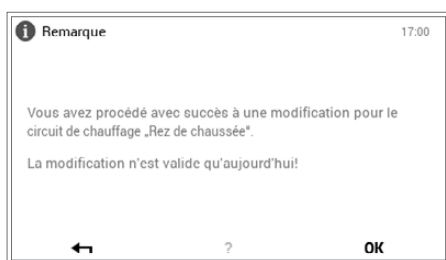 i Remarque 17:00
Vous avez procédé avec succès à une modification pour le
circuit de chauffage „Rez de chaussée“.
La modification n'est valide qu'aujourd'hui!
? OK